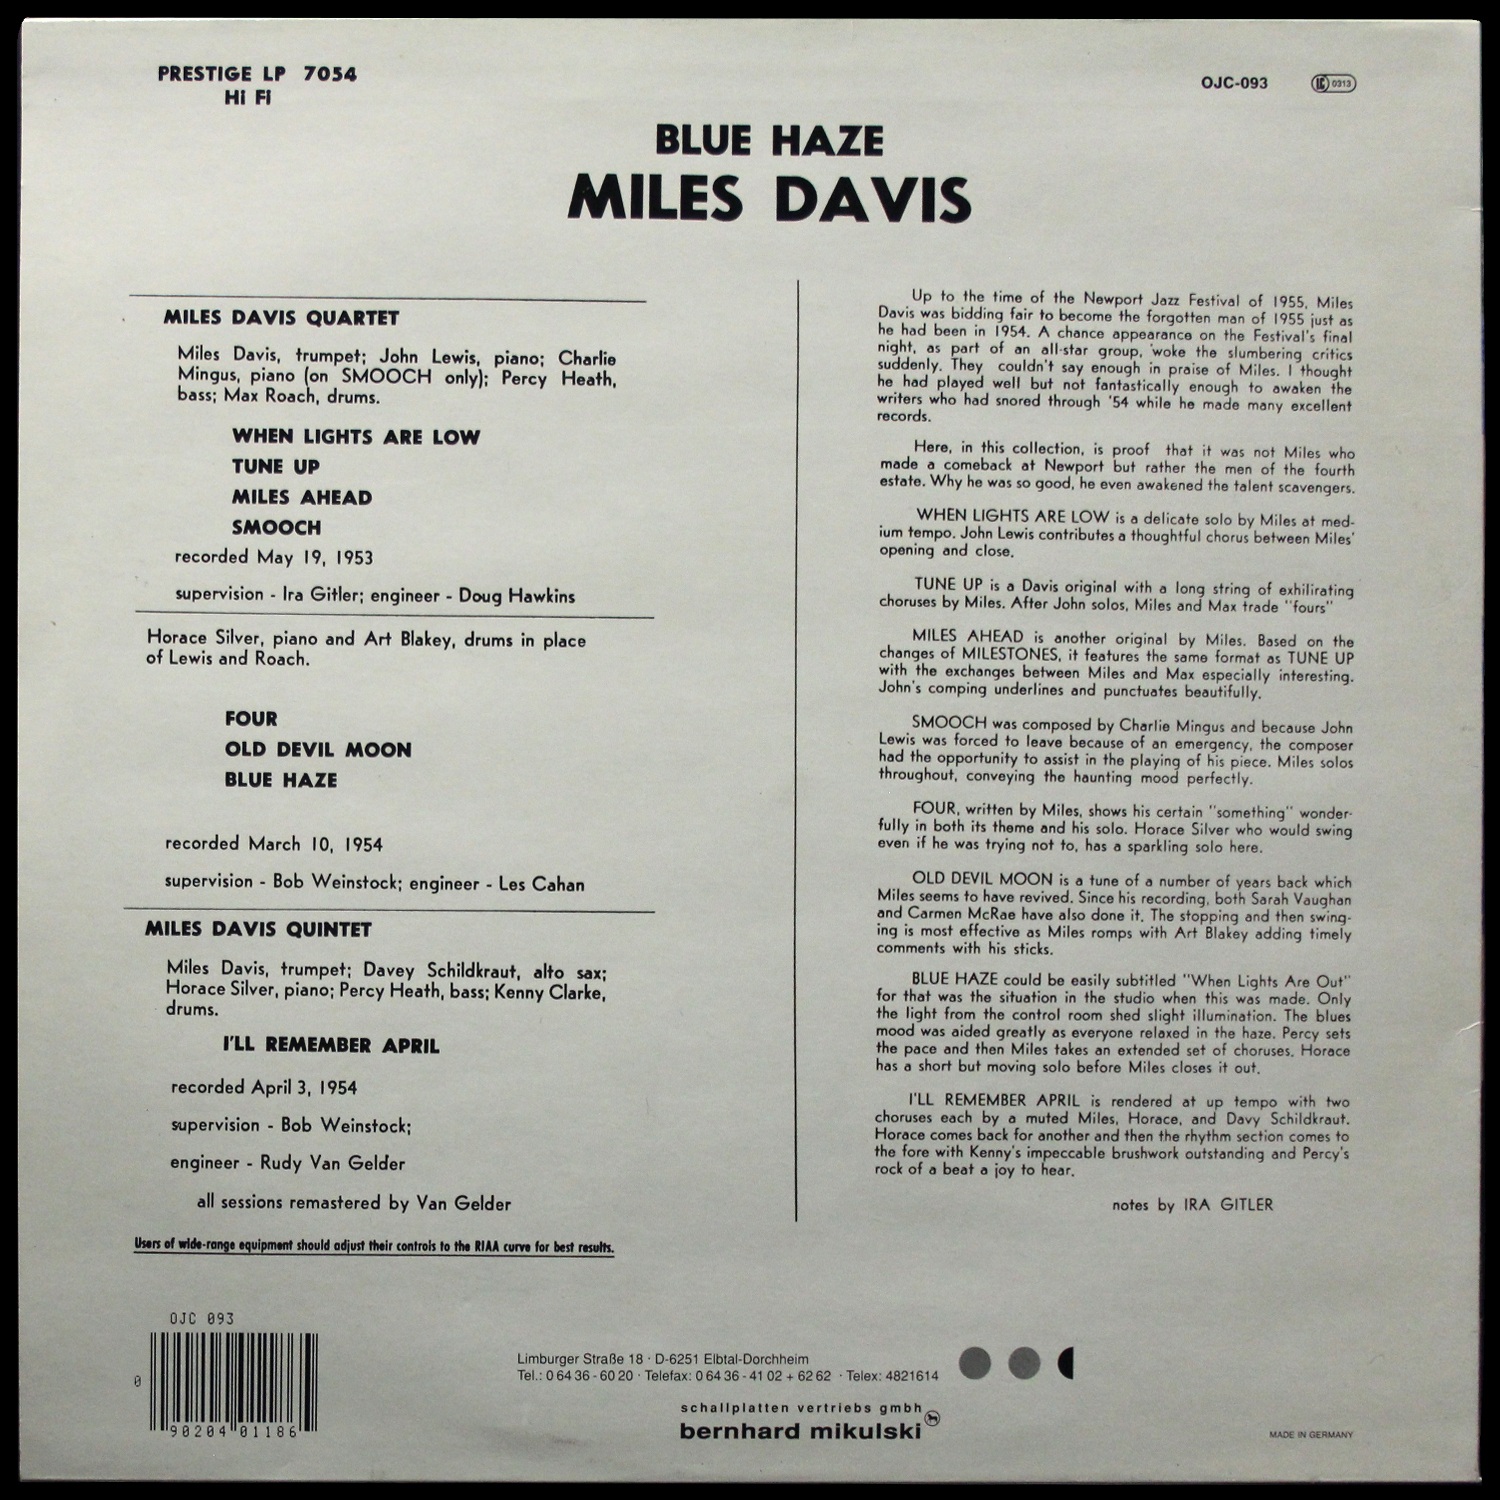 PRESTIGE LP 7054
Hi Fi
OJC-093
LC 0313
BLUE HAZE
MILES DAVIS
MILES DAVIS QUARTET
Miles Davis, trumpet; John Lewis, piano; Charlie
Mingus, piano (on SMOOCH only); Percy Heath,
bass; Max Roach, drums.
WHEN LIGHTS ARE LOW
TUNE UP
MILES AHEAD
SMOOCH
recorded May 19, 1953
supervision - Ira Gitler; engineer - Doug Hawkins
Horace Silver, piano and Art Blakey, drums in place
of Lewis and Roach.
FOUR
OLD DEVIL MOON
BLUE HAZE
recorded March 10, 1954
supervision - Bob Weinstock; engineer - Les Cahan
MILES DAVIS QUINTET
Miles Davis, trumpet; Davey Schildkraut, alto sax;
Horace Silver, piano; Percy Heath, bass; Kenny Clarke,
drums.
I'LL REMEMBER APRIL
recorded April 3, 1954
supervision - Bob Weinstock;
engineer - Rudy Van Gelder
all sessions remastered by Van Gelder
Users of wide-range equipment should adjust their controls to the RIAA curve for best results.
Up to the time of the Newport Jazz Festival of 1955, Miles
Davis was bidding fair to become the forgotten man of 1955 just as
he had been in 1954. A chance appearance on the Festival's final
night, as part of an all-star group, woke the slumbering critics
suddenly. They couldn't say enough in praise of Miles. I thought
he had played well but not fantastically enough to awaken the
writers who had snored through '54 while he made many excellent
records.
Here, in this collection, is proof that it was not Miles who
made a comeback at Newport but rather the men of the fourth
estate. Why he was so good, he even awakened the talent scavengers.
WHEN LIGHTS ARE LOW is a delicate solo by Miles at med-
ium tempo. John Lewis contributes a thoughtful chorus between Miles'
opening and close.
TUNE UP is a Davis original with a long string of exhilirating
choruses by Miles. After John solos, Miles and Max trade "fours"
MILES AHEAD is another original by Miles. Based on the
changes of MILESTONES, it features the same format as TUNE UP
with the exchanges between Miles and Max especially interesting.
John's comping underlines and punctuates beautifully.
SMOOCH was composed by Charlie Mingus and because John
Lewis was forced to leave because of an emergency, the composer
had the opportunity to assist in the playing of his piece. Miles solos
throughout, conveying the haunting mood perfectly.
FOUR, written by Miles, shows his certain "something" wonder-
fully in both its theme and his solo. Horace Silver who would swing
even if he was trying not to, has a sparkling solo here.
OLD DEVIL MOON is a tune of a number of years back which
Miles seems to have revived. Since his recording, both Sarah Vaughan
and Carmen McRae have also done it. The stopping and then swing-
ing is most effective as Miles romps with Art Blakey adding timely
comments with his sticks.
BLUE HAZE could be easily subtitled "When Lights Are Out"
for that was the situation in the studio when this was made. Only
the light from the control room shed slight illumination. The blues
mood was aided greatly as everyone relaxed in the haze. Percy sets
the pace and then Miles takes an extended set of choruses. Horace
has a short but moving solo before Miles closes it out.
I'LL REMEMBER APRIL is rendered at up tempo with two
choruses each by a muted Miles, Horace, and Davy Schildkraut.
Horace comes back for another and then the rhythm section comes to
the fore with Kenny's impeccable brushwork outstanding and Percy's
rock of a beat a joy to hear.
notes by IRA GITLER
OJC 093
0 90204 01186
Limburger Straße 18 · D-6251 Elbtal-Dorchheim
Tel.: 0 64 36 - 60 20 · Telefax: 0 64 36 - 41 02 + 62 62 · Telex: 4821614
schallplatten vertriebs gmbh
bernhard mikulski
MADE IN GERMANY